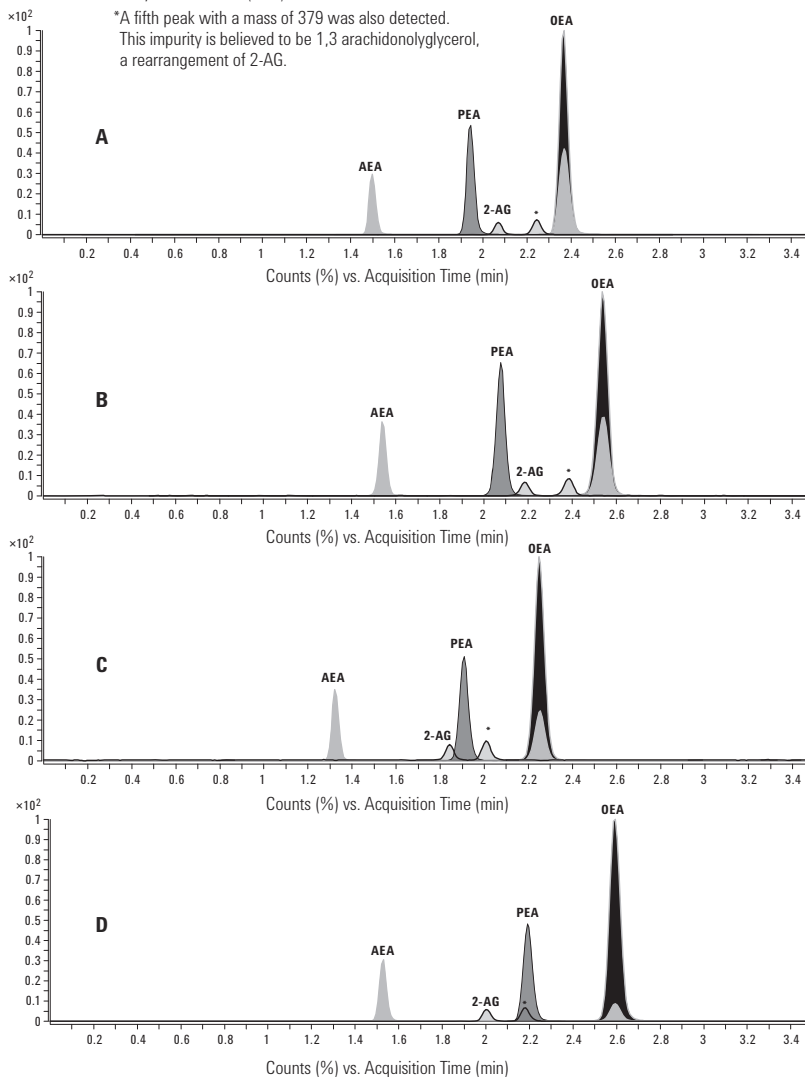 *A fifth peak with a mass of 379 was also detected.
This impurity is believed to be 1,3 arachidonolyglycerol,
a rearrangement of 2-AG.
×10²
1
0.9
0.8
0.7
0.6
0.5
0.4
0.3
0.2
0.1
0
A
AEA
PEA
2-AG
*
OEA
0.2 0.4 0.6 0.8 1 1.2 1.4 1.6 1.8 2 2.2 2.4 2.6 2.8 3 3.2 3.4
Counts (%) vs. Acquisition Time (min)
×10²
1
0.9
0.8
0.7
0.6
0.5
0.4
0.3
0.2
0.1
0
B
AEA
PEA
2-AG
*
OEA
0.2 0.4 0.6 0.8 1 1.2 1.4 1.6 1.8 2 2.2 2.4 2.6 2.8 3 3.2 3.4
Counts (%) vs. Acquisition Time (min)
×10²
1
0.9
0.8
0.7
0.6
0.5
0.4
0.3
0.2
0.1
0
C
AEA
2-AG
PEA
*
OEA
0.2 0.4 0.6 0.8 1 1.2 1.4 1.6 1.8 2 2.2 2.4 2.6 2.8 3 3.2 3.4
Counts (%) vs. Acquisition Time (min)
×10²
1
0.9
0.8
0.7
0.6
0.5
0.4
0.3
0.2
0.1
0
D
AEA
2-AG
PEA
*
OEA
0.2 0.4 0.6 0.8 1 1.2 1.4 1.6 1.8 2 2.2 2.4 2.6 2.8 3 3.2 3.4
Counts (%) vs. Acquisition Time (min)